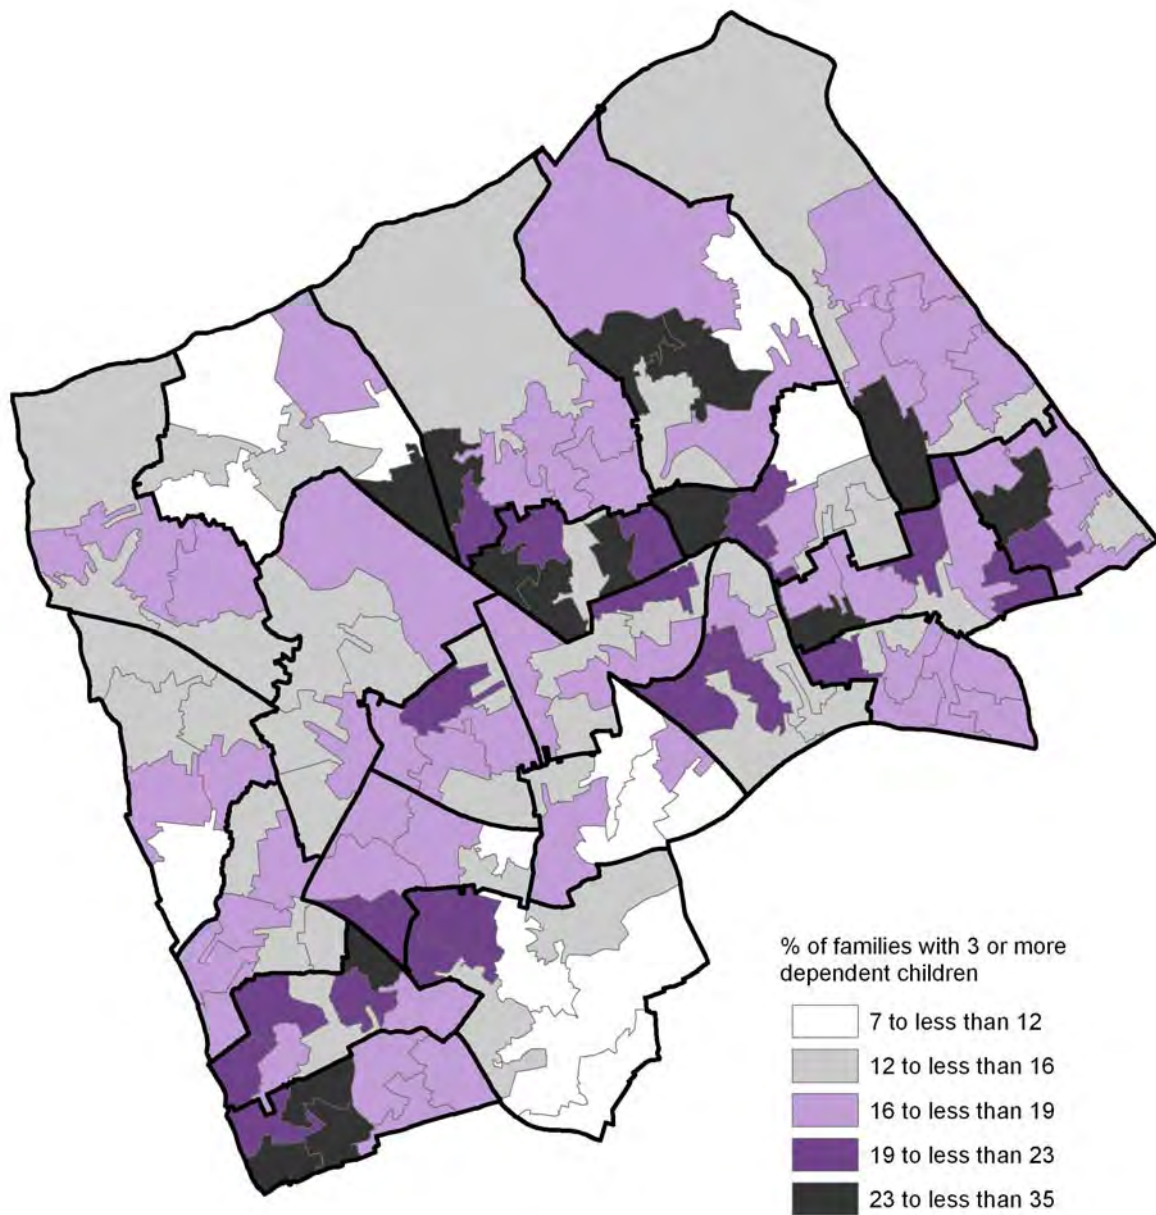 % of families with 3 or more
dependent children
7 to less than 12
12 to less than 16
16 to less than 19
19 to less than 23
23 to less than 35